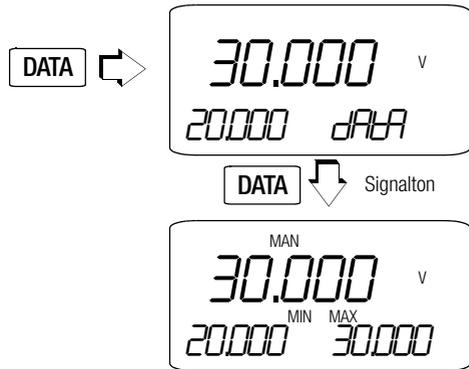 30.000 V
DATA
20.000 dAtA
DATA Signalton
MAN
30.000 V
MIN MAX
20.000 30.000